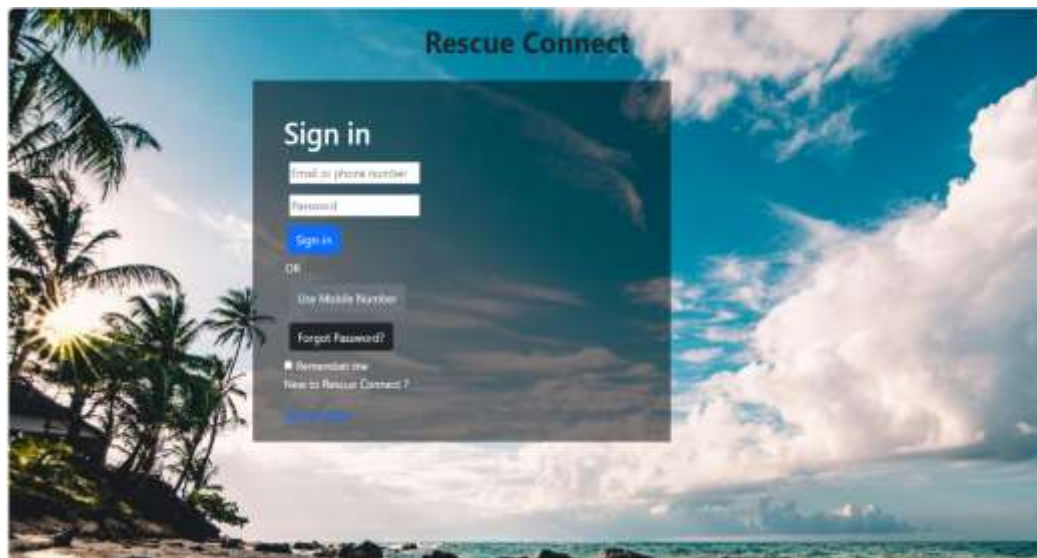 Rescue Connect
Sign in
Email or phone number
Password
Sign in
OR
Use Mobile Number
Forgot Password?
Remember me
New to Rescue Connect ?